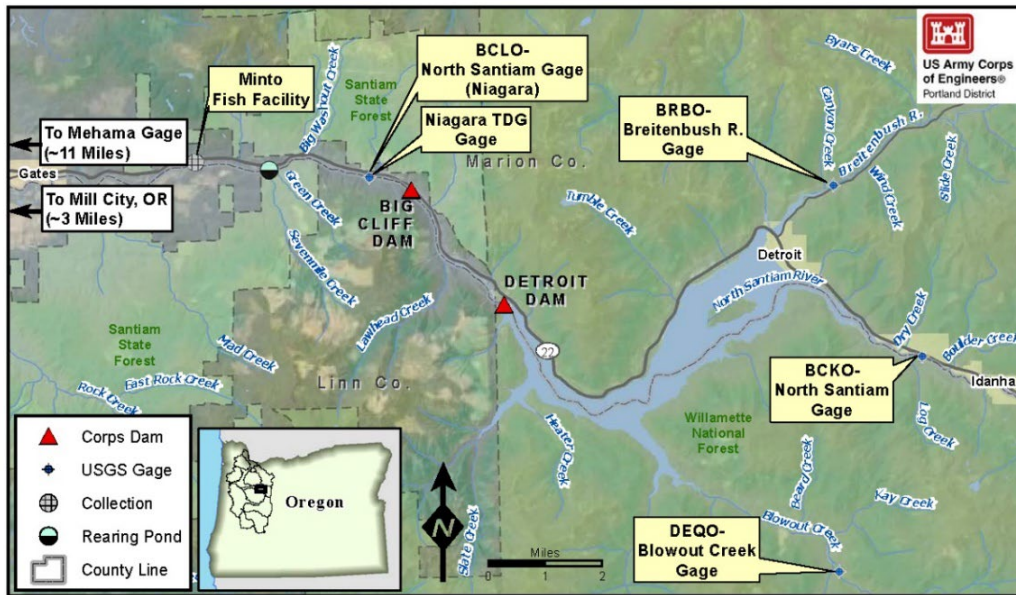 US Army Corps
of Engineers®
Portland District
BCLO-
North Santiam Gage
(Niagara)
Niagara TDG
Gage
Minto
Fish Facility
BRBO-
Breitenbush R.
Gage
To Mehama Gage
(~11 Miles)
Gates
To Mill City, OR
(~3 Miles)
Big Washout Creek
Santiam
State
Forest
Marion Co.
Byars Creek
Canyon Creek
Breitenbush R.
Wind Creek
Slide Creek
Green Creek
Sevenmile Creek
BIG
CLIFF
DAM
Tumble Creek
Detroit
North Santiam River
DETROIT
DAM
Lawhead Creek
22
Dry Creek
Boulder Creek
Idanha
BCKO-
North Santiam
Gage
Santiam
State
Forest
Mad Creek
East Rock Creek
Rock Creek
Linn Co.
Heater Creek
Willamette
National
Forest
Log Creek
Beard Creek
Kay Creek
Blowout Creek
DEQO-
Blowout Creek
Gage
Slate Creek
N
Miles
0 1 2
Corps Dam
USGS Gage
Collection
Rearing Pond
County Line
Oregon